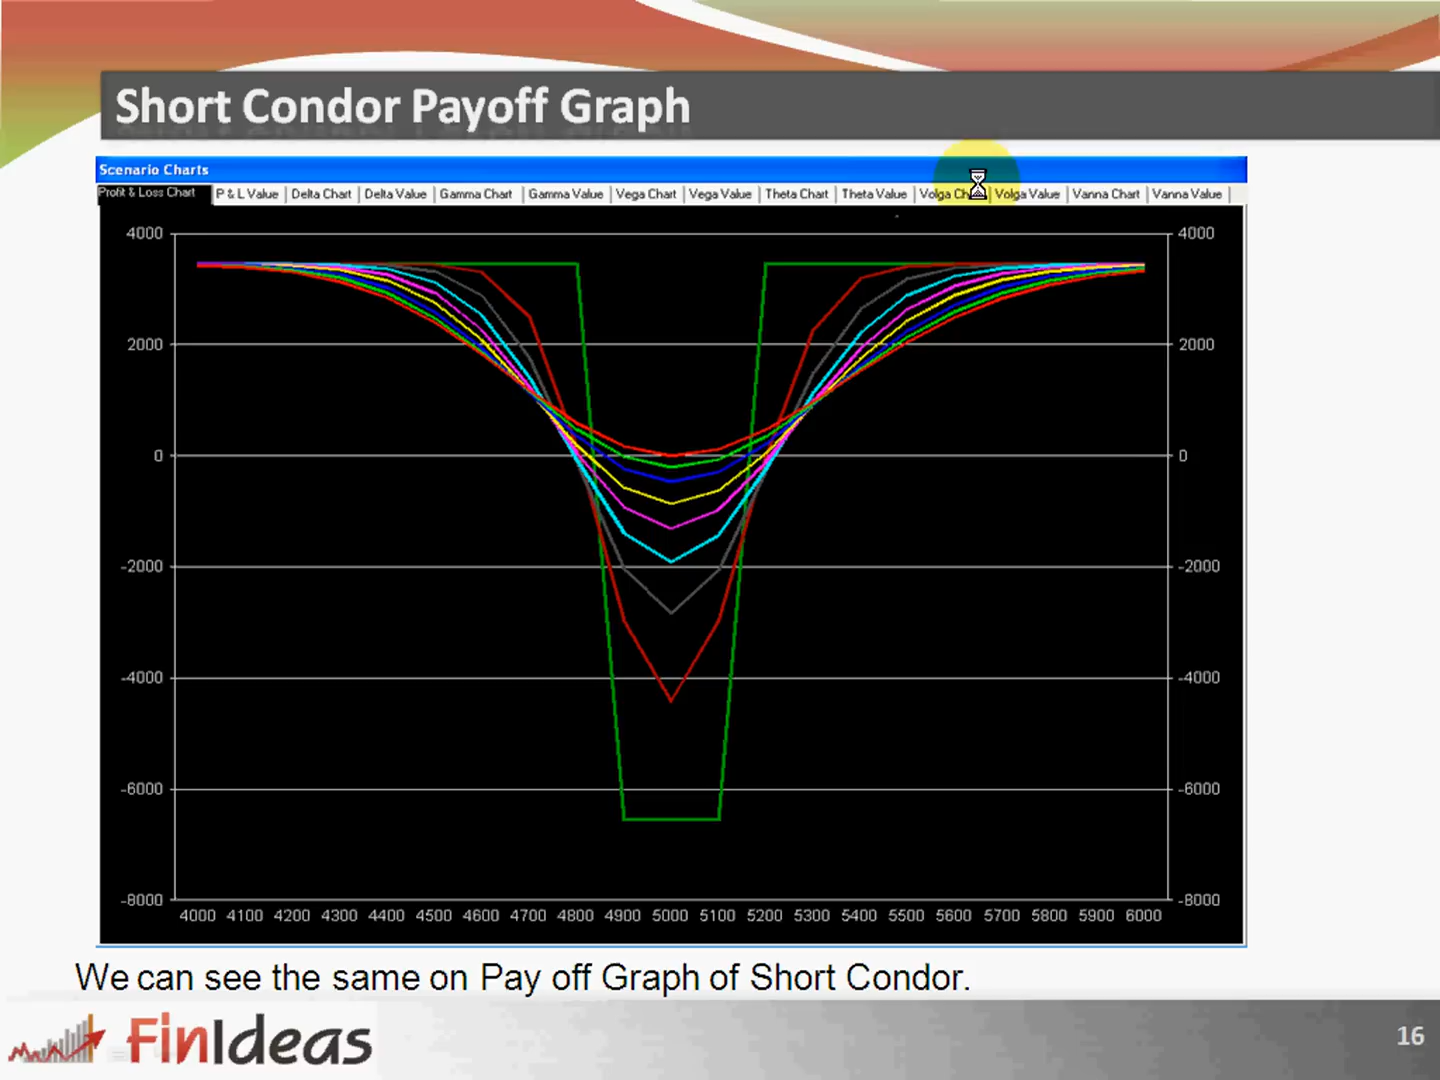 Short Condor Payoff Graph
Scenario Charts
Profit & Loss Chart P & L Value Delta Chart Delta Value Gamma Chart Gamma Value Vega Chart Vega Value Theta Chart Theta Value Volga Volga Value Vanna Chart Vanna Value
4000 4000
2000 2000
0 0
-2000 -2000
-4000 -4000
-6000 -6000
-8000 -8000
4000 4100 4200 4300 4400 4500 4600 4700 4800 4900 5000 5100 5200 5300 5400 5500 5600 5700 5800 5900 6000
We can see the same on Pay off Graph of Short Condor.
FinIdeas
16